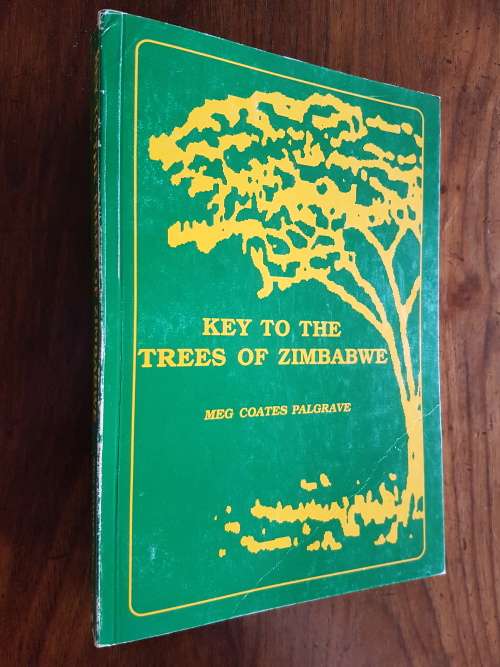 KEY TO THE
TREES OF ZIMBABWE
MEG COATES PALGRAVE